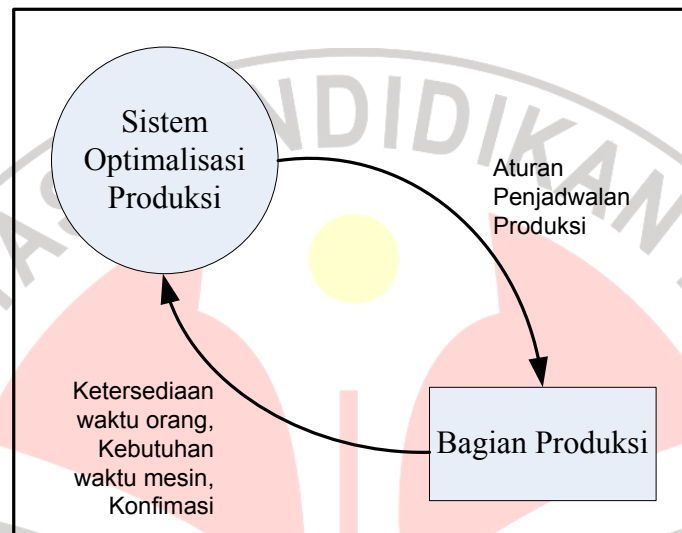 Sistem
Optimalisasi
Produksi
Aturan
Penjadwalan
Produksi
Ketersediaan
waktu orang,
Kebutuhan
waktu mesin,
Konfimasi
Bagian Produksi